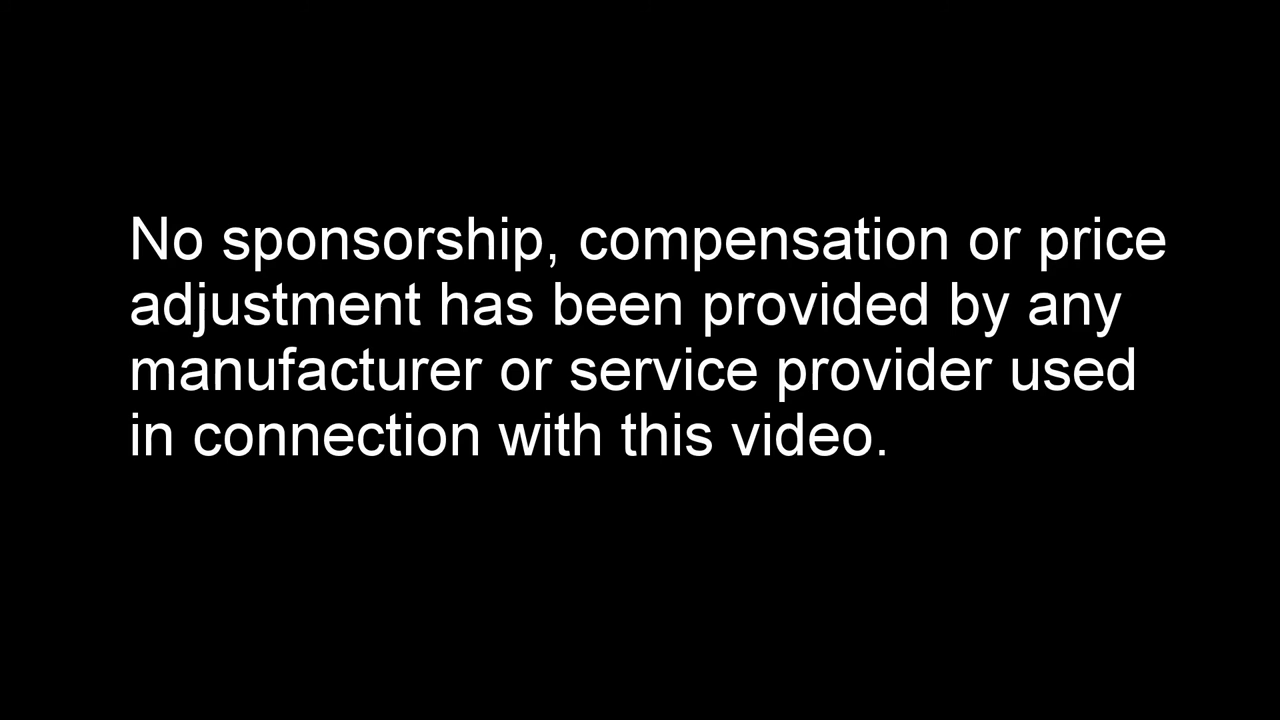 No sponsorship, compensation or price
adjustment has been provided by any
manufacturer or service provider used
in connection with this video.